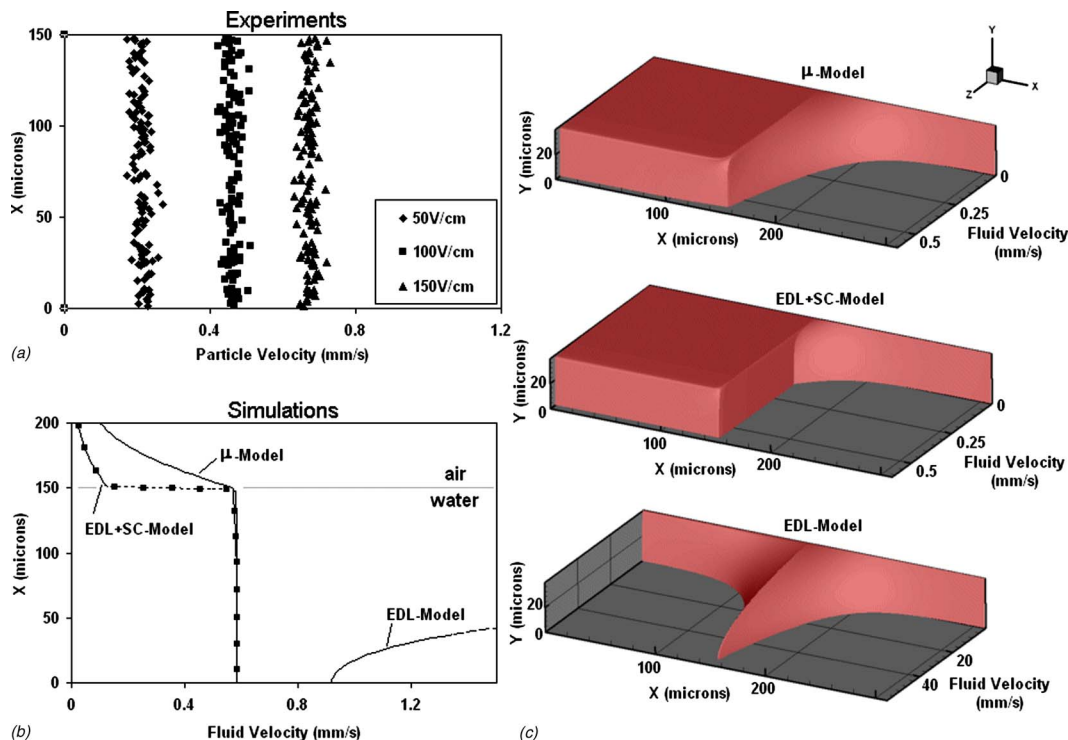 Experiments
150
100
50
0
X (microns)
50V/cm
100V/cm
150V/cm
0
0.4
0.8
1.2
Particle Velocity (mm/s)
(a)
Simulations
200
150
100
50
0
X (microns)
μ-Model
air
water
EDL+SC-Model
EDL-Model
0
0.4
0.8
1.2
Fluid Velocity (mm/s)
(b)
Y
Z
X
μ-Model
Y (microns)
20
0
100
200
X (microns)
0
0.25
0.5
Fluid Velocity
(mm/s)
EDL+SC-Model
Y (microns)
20
0
100
200
X (microns)
0
0.25
0.5
Fluid Velocity
(mm/s)
EDL-Model
Y (microns)
20
0
100
200
X (microns)
20
40
Fluid Velocity
(mm/s)
(c)